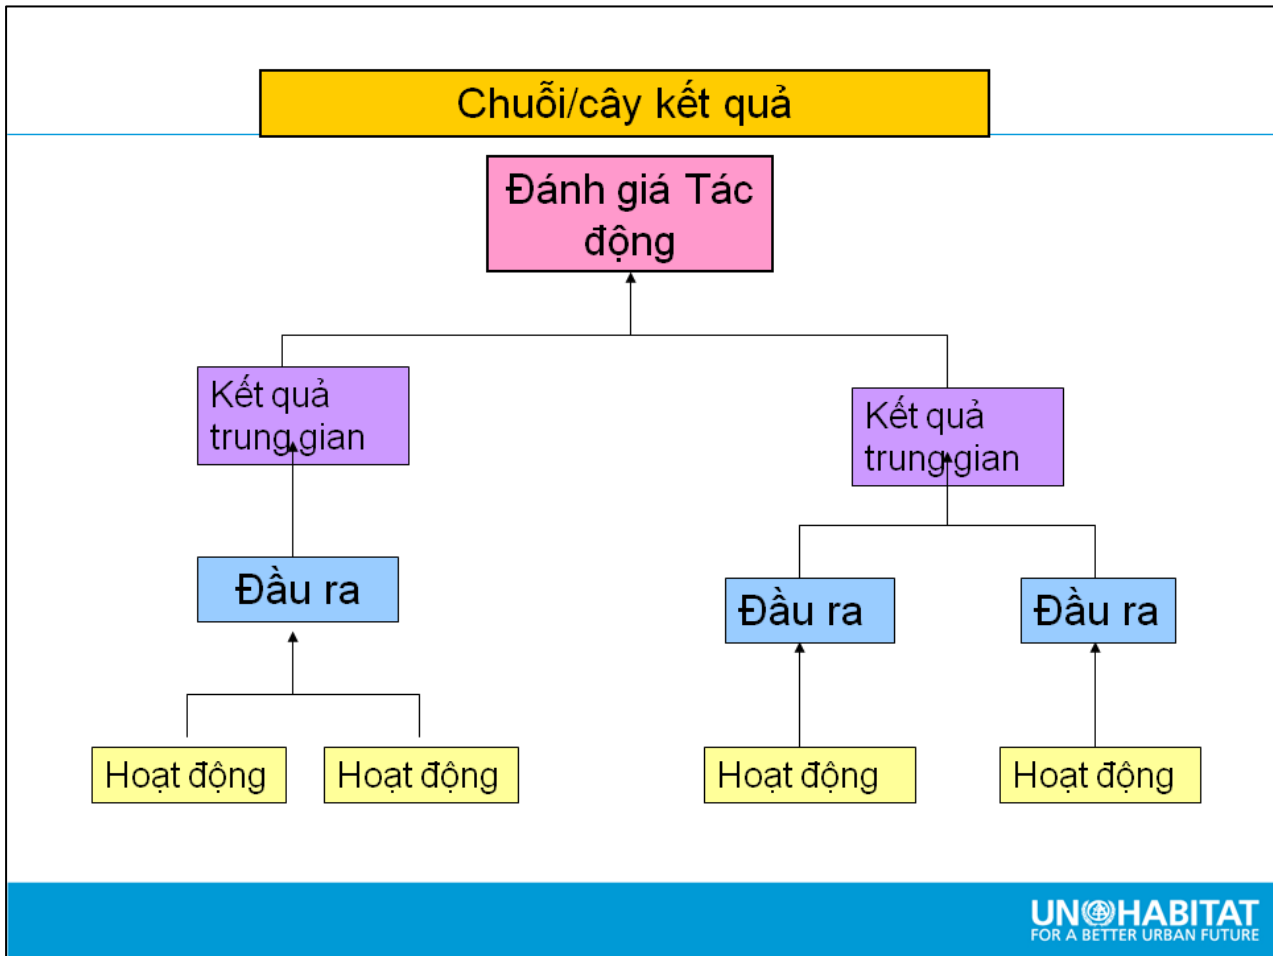 Chuỗi/cây kết quả
Đánh giá Tác
động
Kết quả
trung gian
Kết quả
trung gian
Đầu ra
Đầu ra
Đầu ra
Hoạt động
Hoạt động
Hoạt động
Hoạt động
UN HABITAT
FOR A BETTER URBAN FUTURE